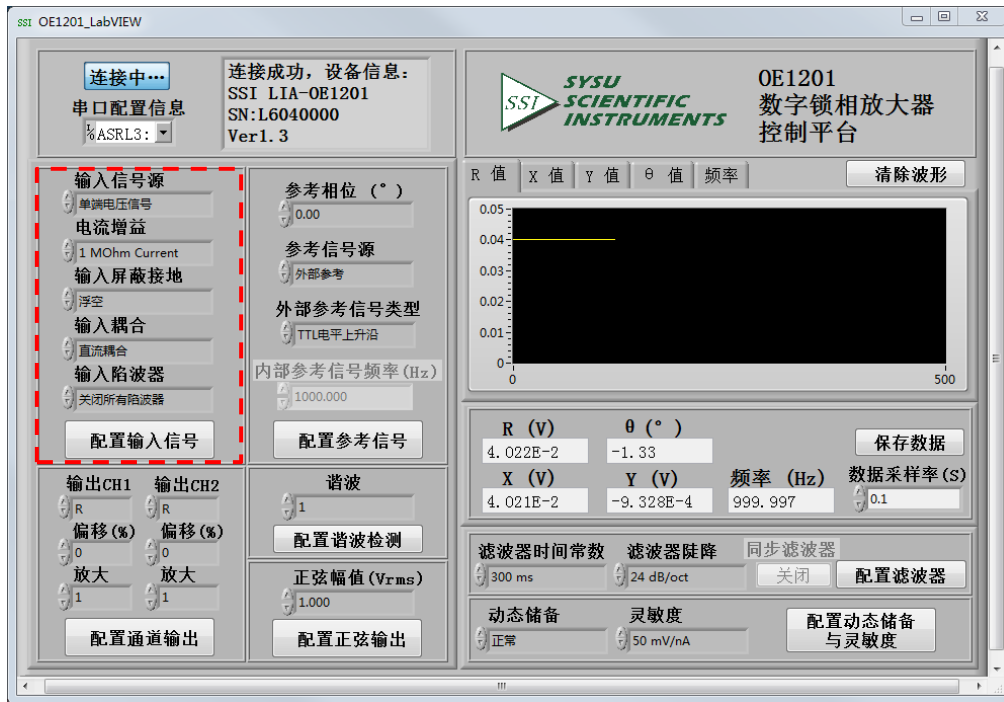 SSI OE1201_LabVIEW
连接中…
串口配置信息
ASRL3:
连接成功，设备信息：
SSI LIA-OE1201
SN:L6040000
Ver1.3
SSI
SYSU
SCIENTIFIC
INSTRUMENTS
OE1201
数字锁相放大器
控制平台
输入信号源
单端电压信号
电流增益
1 MOhm Current
输入屏蔽接地
浮空
输入耦合
直流耦合
输入陷波器
关闭所有陷波器
配置输入信号
参考相位 (°)
0.00
参考信号源
外部参考
外部参考信号类型
TTL电平上升沿
内部参考信号频率(Hz)
1000.000
配置参考信号
输出CH1 输出CH2
R R
偏移(%) 偏移(%)
0 0
放大 放大
1 1
配置通道输出
谐波
1
配置谐波检测
正弦幅值(Vrms)
1.000
配置正弦输出
R 值 X 值 Y 值 θ 值 频率
清除波形
0.05
0.04
0.03
0.02
0.01
0
0 500
R (V) θ (°)
4.022E-2 -1.33
保存数据
X (V) Y (V) 频率 (Hz) 数据采样率(S)
4.021E-2 -9.328E-4 999.997 0.1
滤波器时间常数 滤波器陡降 同步滤波器
300 ms 24 dB/oct 关闭 配置滤波器
动态储备 灵敏度
正常 50 mV/nA
配置动态储备
与灵敏度